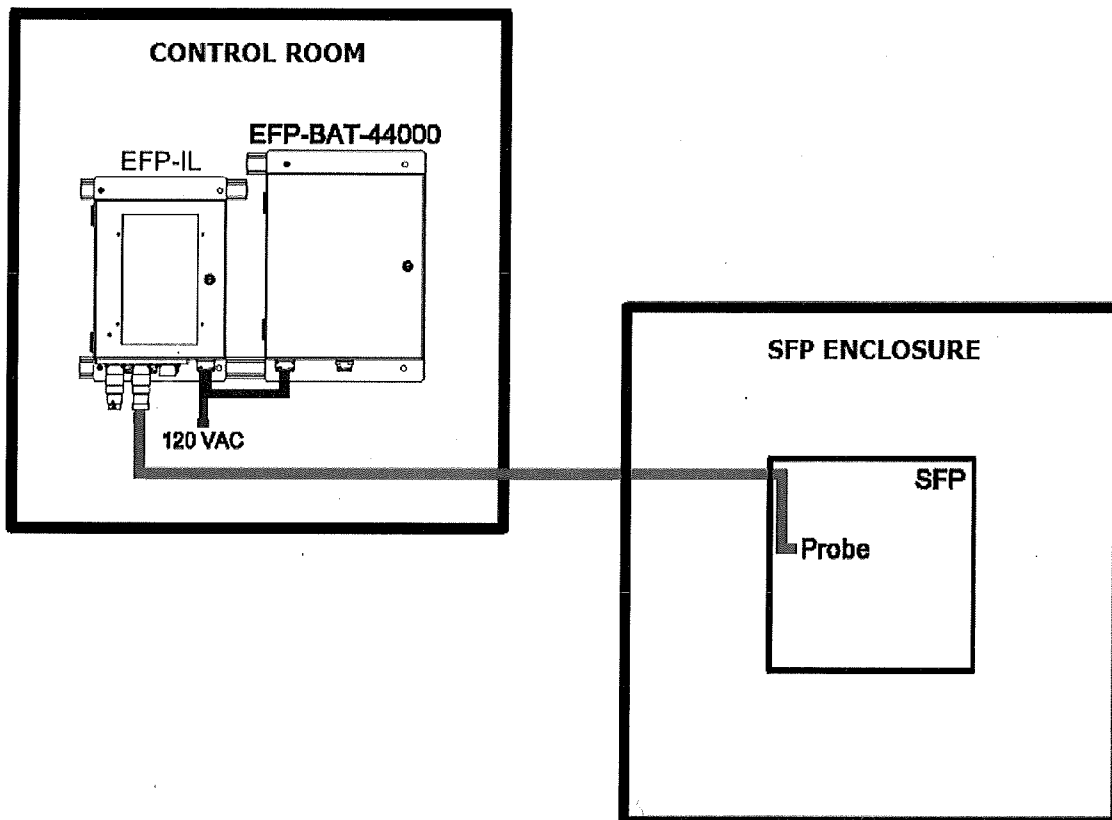 CONTROL ROOM
EFP-BAT-44000
EFP-IL
120 VAC
SFP ENCLOSURE
SFP
Probe